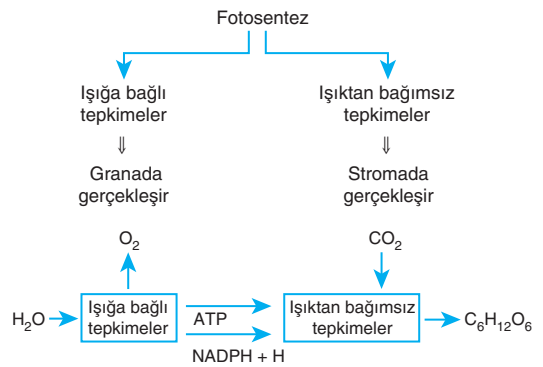 Fotosentez
Işığa bağlı
tepkimeler
⇓
Granada
gerçekleşir
Işıktan bağımsız
tepkimeler
⇓
Stromada
gerçekleşir
O₂
CO₂
H₂O
Işığa bağlı
tepkimeler
ATP
NADPH + H
Işıktan bağımsız
tepkimeler
C₆H₁₂O₆